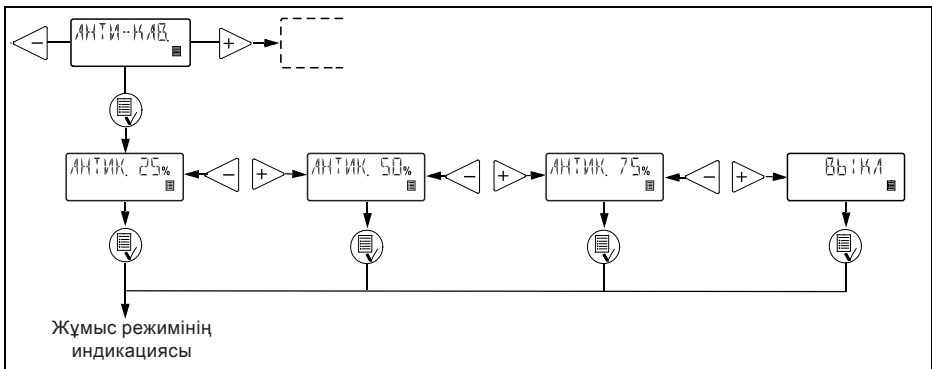 АНТИ-КАВ.
АНТИК. 25%
АНТИК. 50%
АНТИК. 75%
ВЫКЛ
Жұмыс режимінің
индикациясы